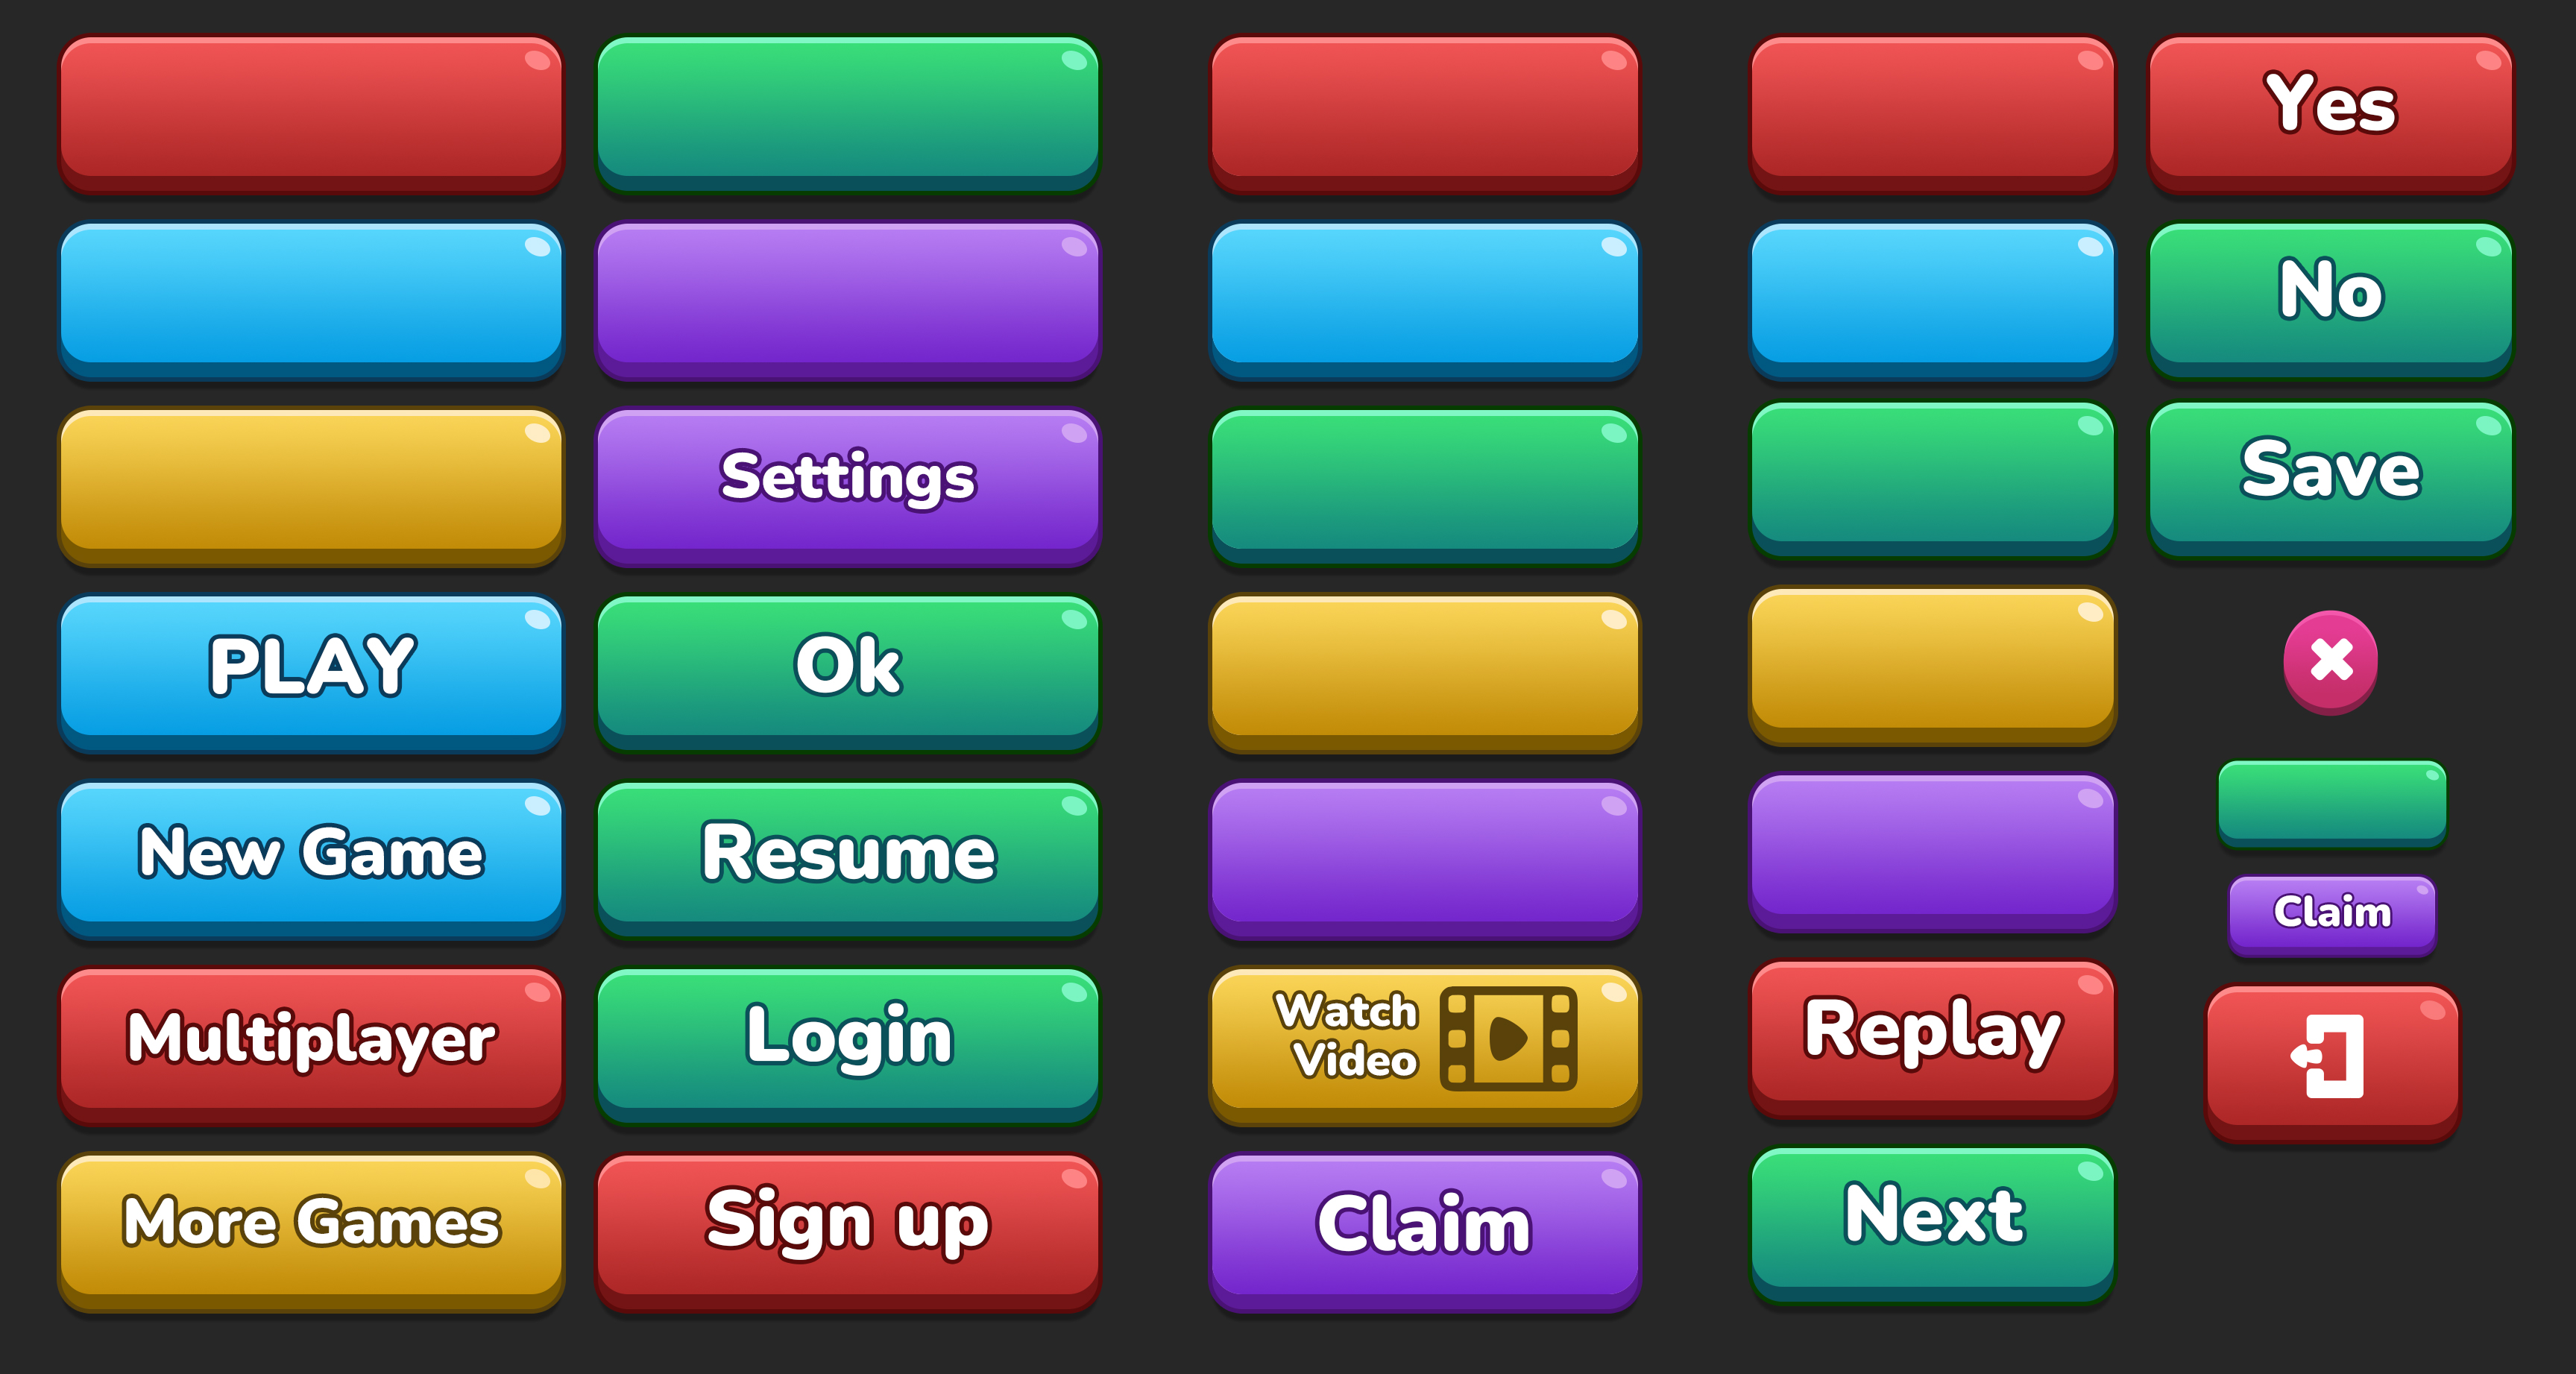 Yes
No
Settings
Save
PLAY
Ok
New Game
Resume
Claim
Multiplayer
Login
Watch
Video
Replay
More Games
Sign up
Claim
Next